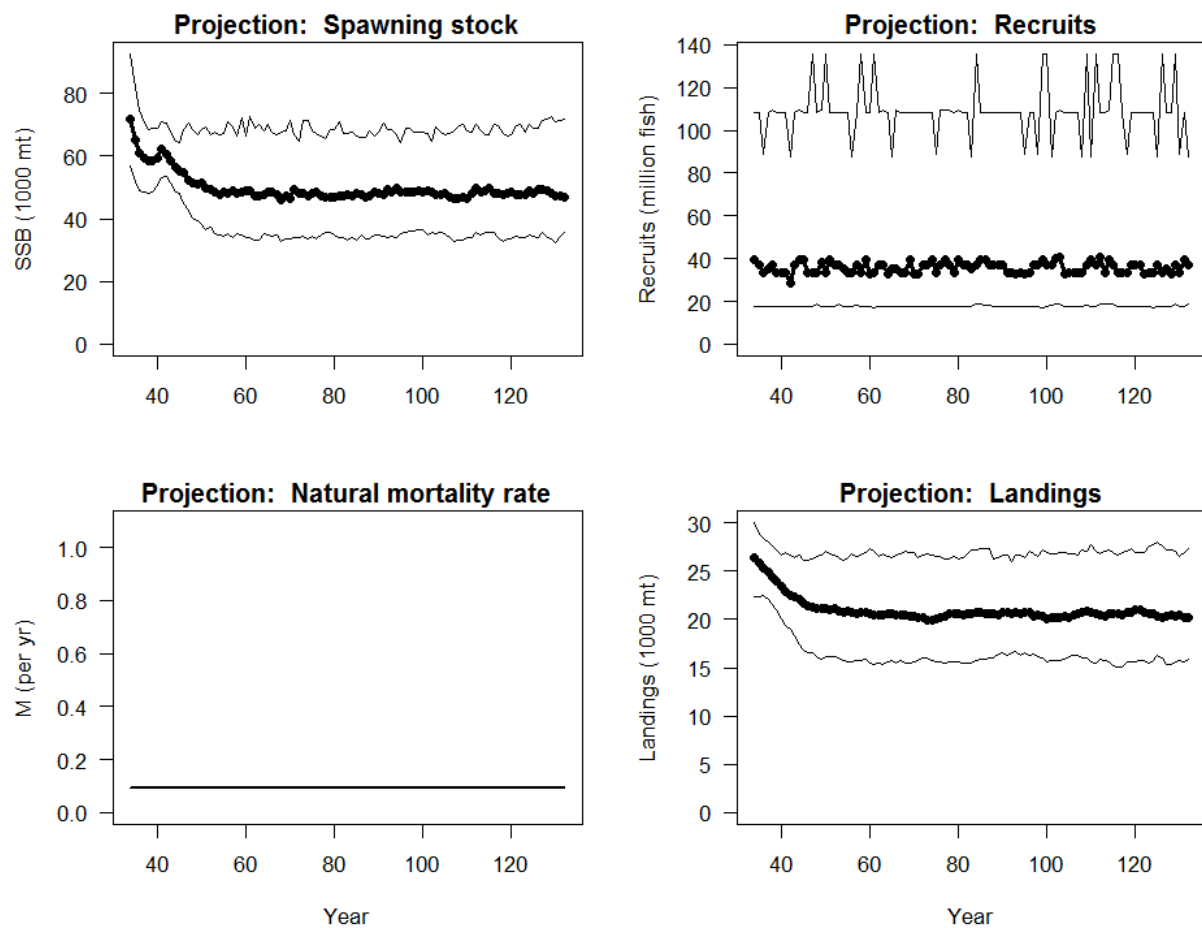 Projection:  Spawning stock
SSB (1000 mt)
80
60
40
20
0
40 60 80 100 120
Projection:  Recruits
Recruits (million fish)
140
120
100
80
60
40
20
0
40 60 80 100 120
Projection:  Natural mortality rate
M (per yr)
1.0
0.8
0.6
0.4
0.2
0.0
40 60 80 100 120
Year
Projection:  Landings
Landings (1000 mt)
30
25
20
15
10
5
0
40 60 80 100 120
Year